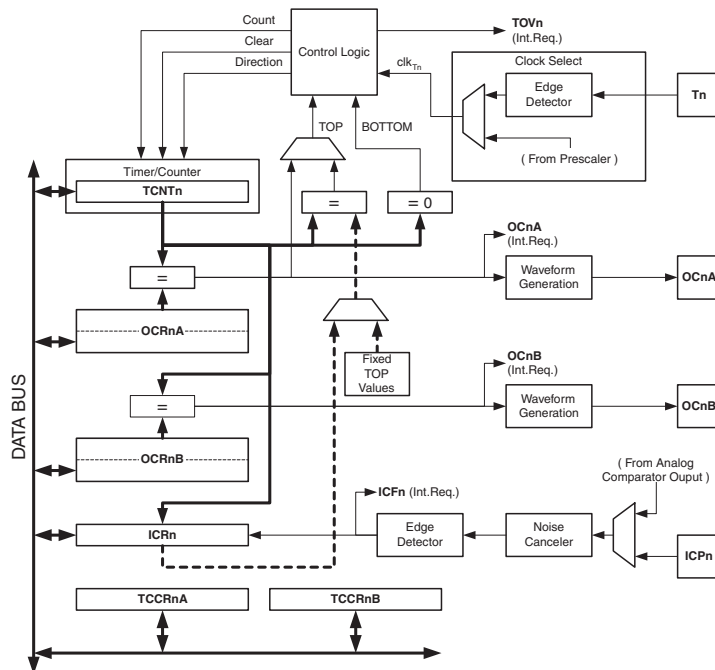 Count
Clear
Direction
Control Logic
TOVn
(Int.Req.)
clkTn
Clock Select
Edge
Detector
Tn
( From Prescaler )
TOP
BOTTOM
Timer/Counter
TCNTn
=
= 0
OCnA
(Int.Req.)
=
Waveform
Generation
OCnA
OCRnA
Fixed
TOP
Values
OCnB
(Int.Req.)
=
Waveform
Generation
OCnB
OCRnB
DATA BUS
( From Analog
Comparator Ouput )
ICFn (Int.Req.)
ICRn
Edge
Detector
Noise
Canceler
ICPn
TCCRnA
TCCRnB